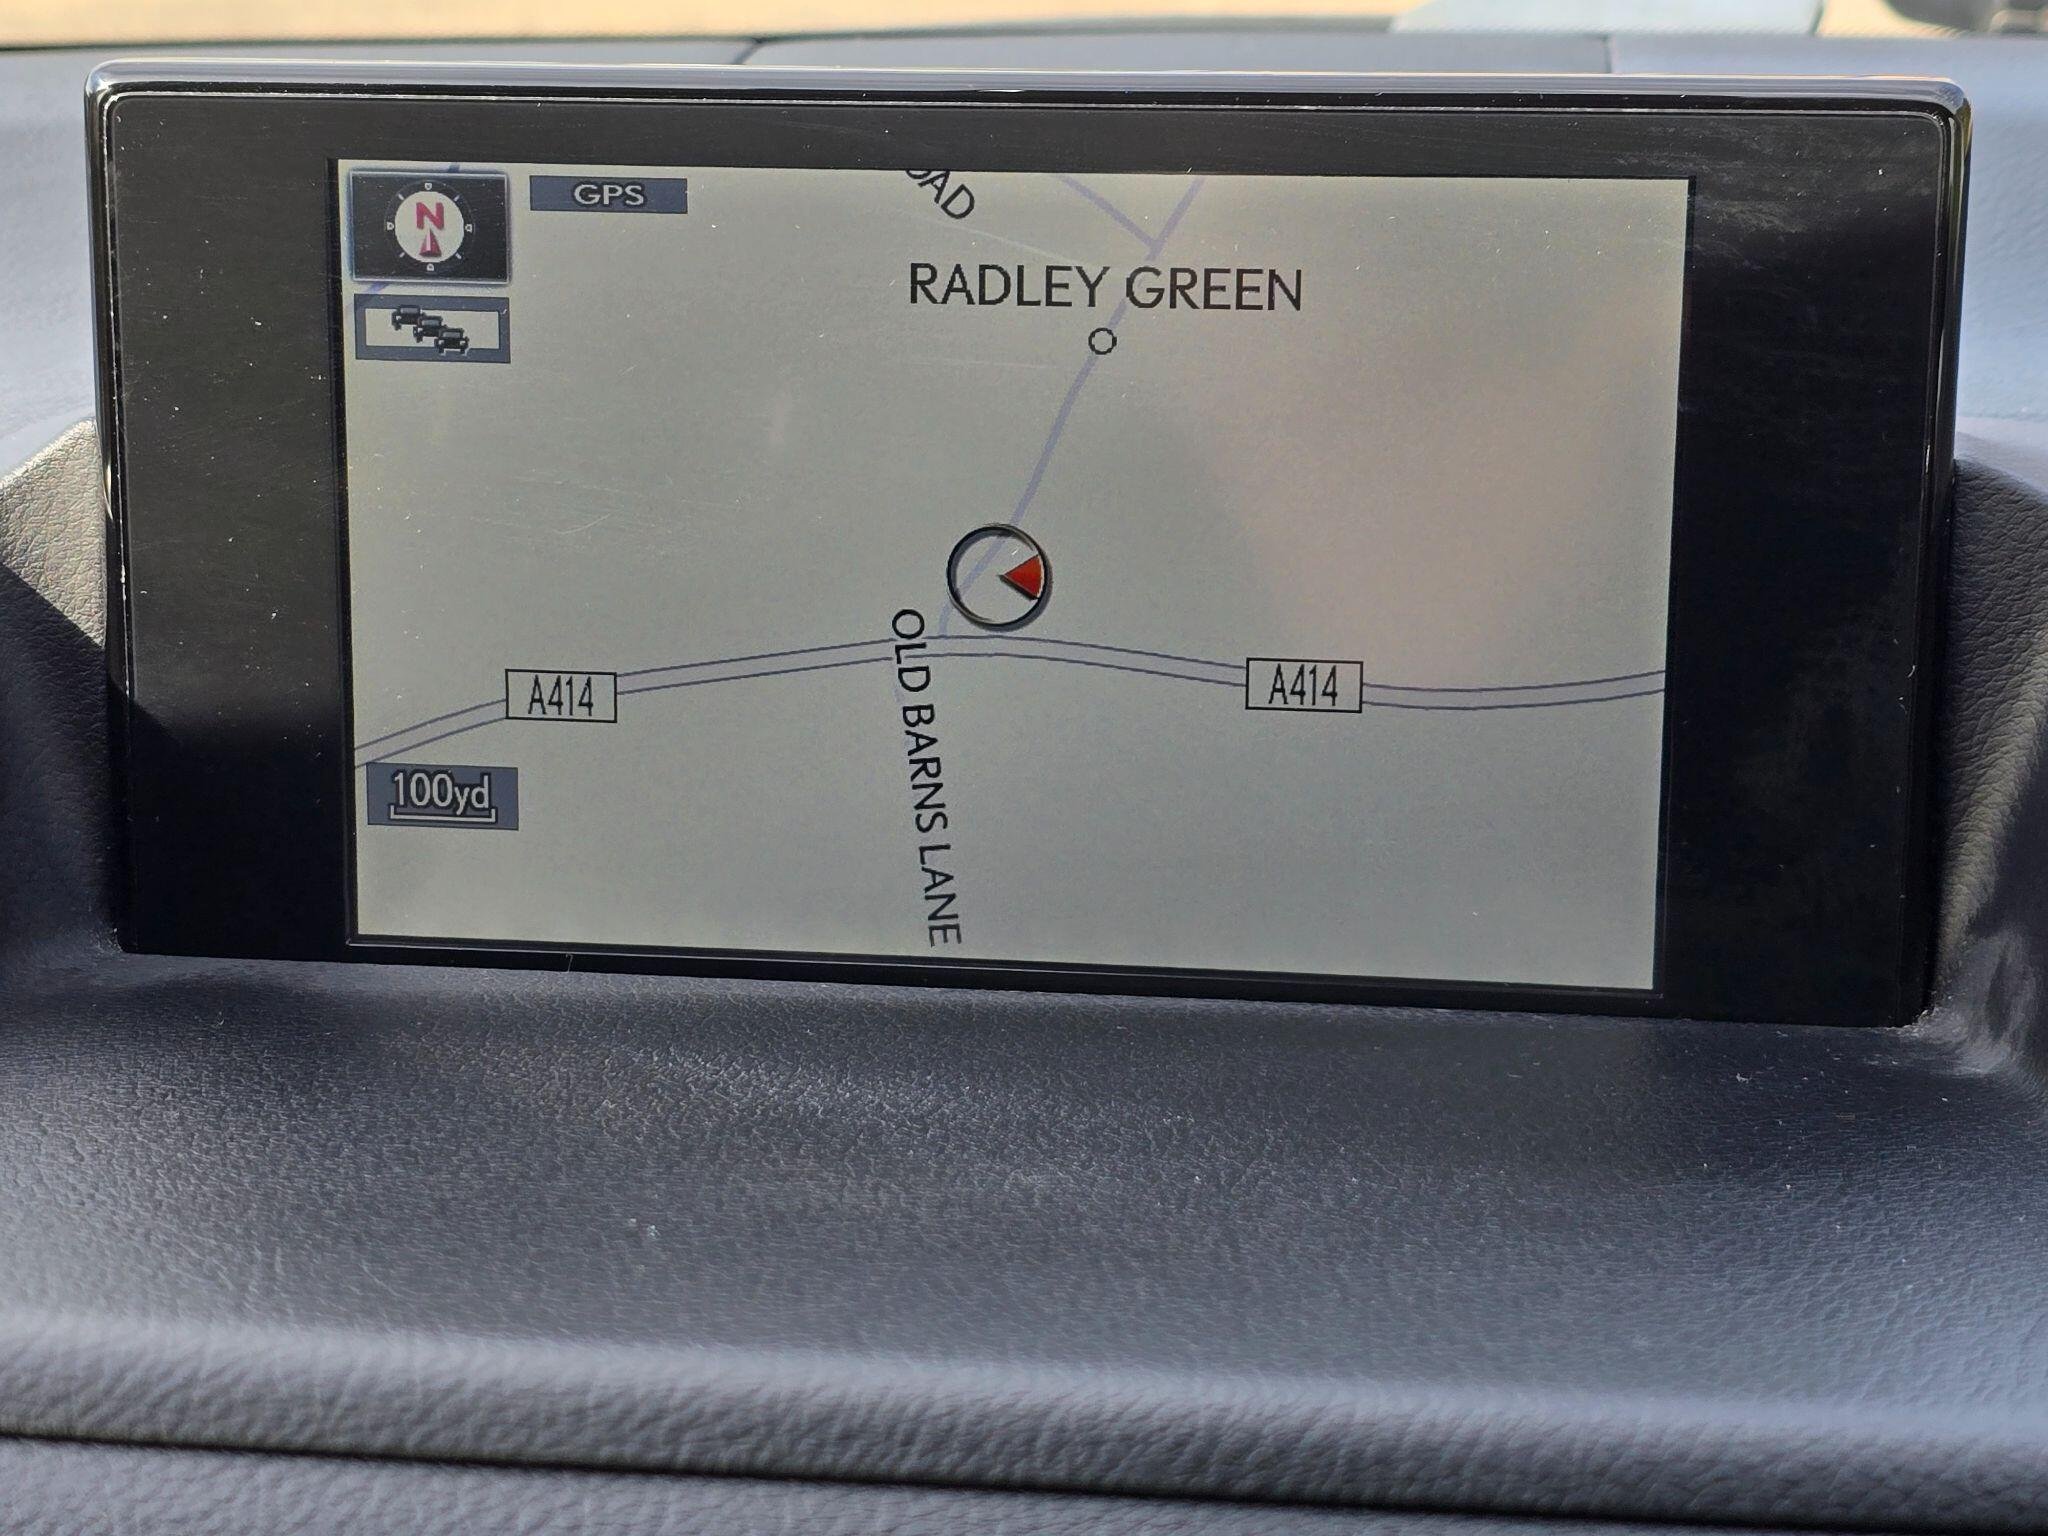 N
GPS
OAD
RADLEY GREEN
A414
A414
100yd
OLD BARNS LANE